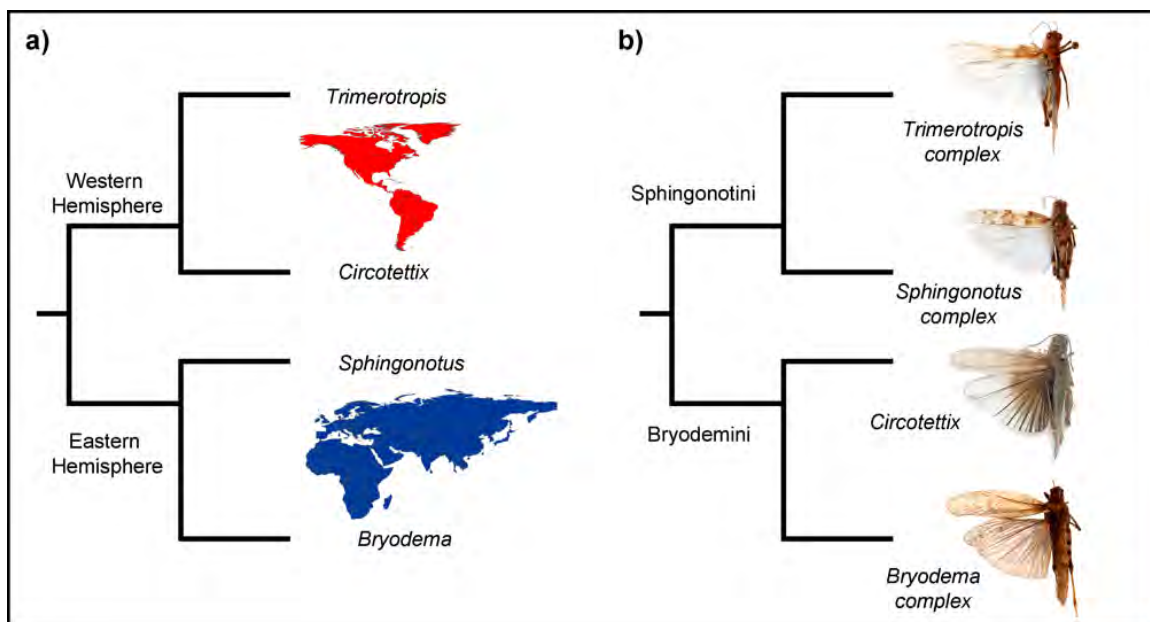 a)
Trimerotropis
Western
Hemisphere
Circotettix
Sphingonotus
Eastern
Hemisphere
Bryodema
b)
Trimerotropis
complex
Sphingonotini
Sphingonotus
complex
Circotettix
Bryodemini
Bryodema
complex